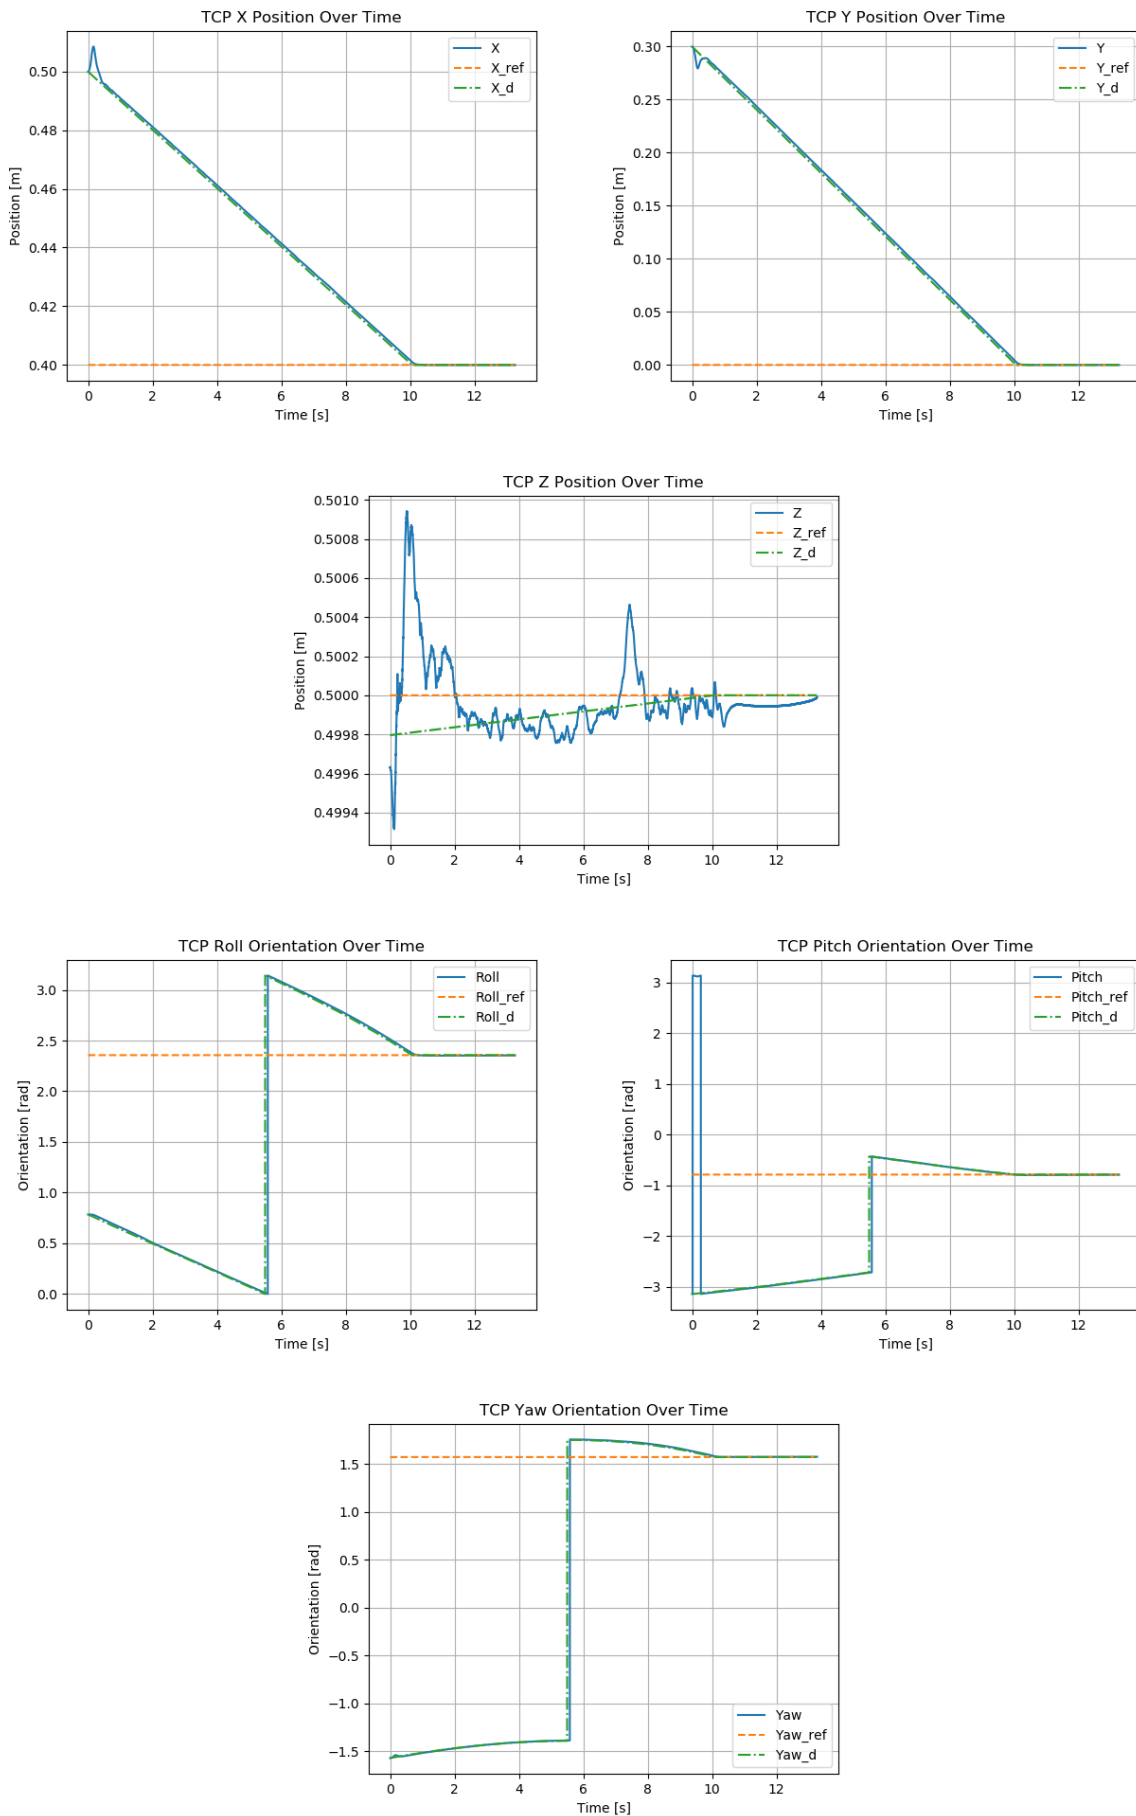 TCP X Position Over Time
Position [m]
0.50
0.48
0.46
0.44
0.42
0.40
X
X_ref
X_d
0 2 4 6 8 10 12
Time [s]
TCP Y Position Over Time
Position [m]
0.30
0.25
0.20
0.15
0.10
0.05
0.00
Y
Y_ref
Y_d
0 2 4 6 8 10 12
Time [s]
TCP Z Position Over Time
Position [m]
0.5010
0.5008
0.5006
0.5004
0.5002
0.5000
0.4998
0.4996
0.4994
Z
Z_ref
Z_d
0 2 4 6 8 10 12
Time [s]
TCP Roll Orientation Over Time
Orientation [rad]
3.0
2.5
2.0
1.5
1.0
0.5
0.0
Roll
Roll_ref
Roll_d
0 2 4 6 8 10 12
Time [s]
TCP Pitch Orientation Over Time
Orientation [rad]
3
2
1
0
−1
−2
−3
Pitch
Pitch_ref
Pitch_d
0 2 4 6 8 10 12
Time [s]
TCP Yaw Orientation Over Time
Orientation [rad]
1.5
1.0
0.5
0.0
−0.5
−1.0
−1.5
Yaw
Yaw_ref
Yaw_d
0 2 4 6 8 10 12
Time [s]